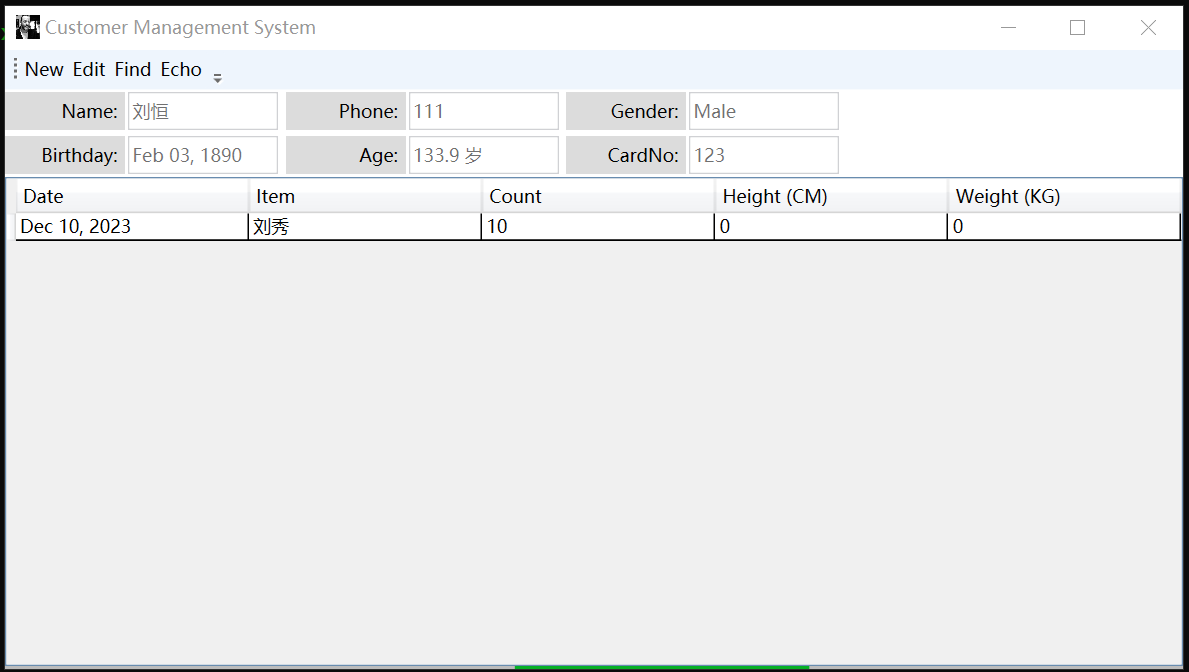 Customer Management System
New Edit Find Echo
Name: 刘恒 Phone: 111 Gender: Male
Birthday: Feb 03, 1890 Age: 133.9 岁 CardNo: 123
Date Item Count Height (CM) Weight (KG)
Dec 10, 2023 刘秀 10 0 0